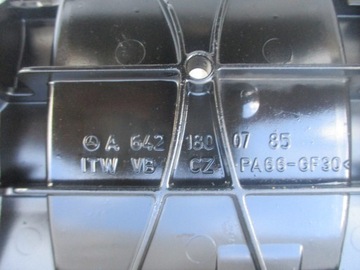 A 642 180 07 85
ITW VB CZ >PA66-GF30<